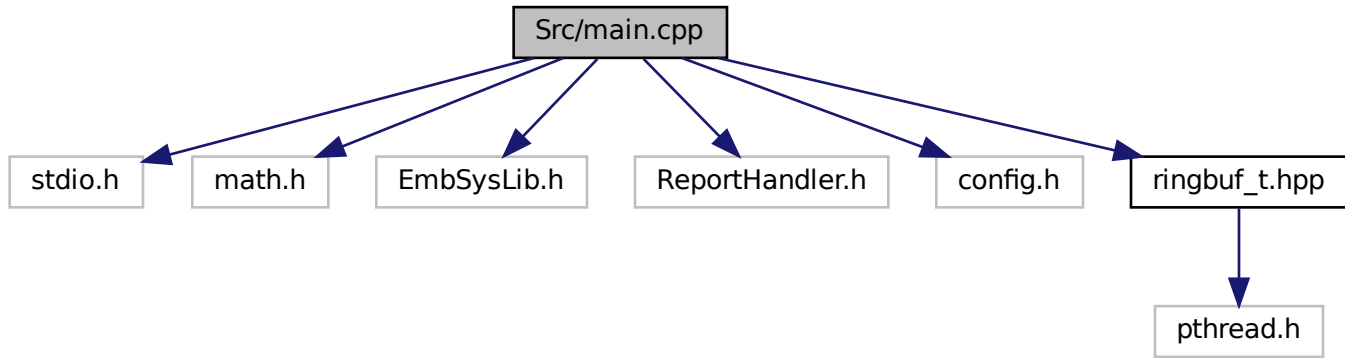 Src/main.cpp
stdio.h
math.h
EmbSysLib.h
ReportHandler.h
config.h
ringbuf_t.hpp
pthread.h